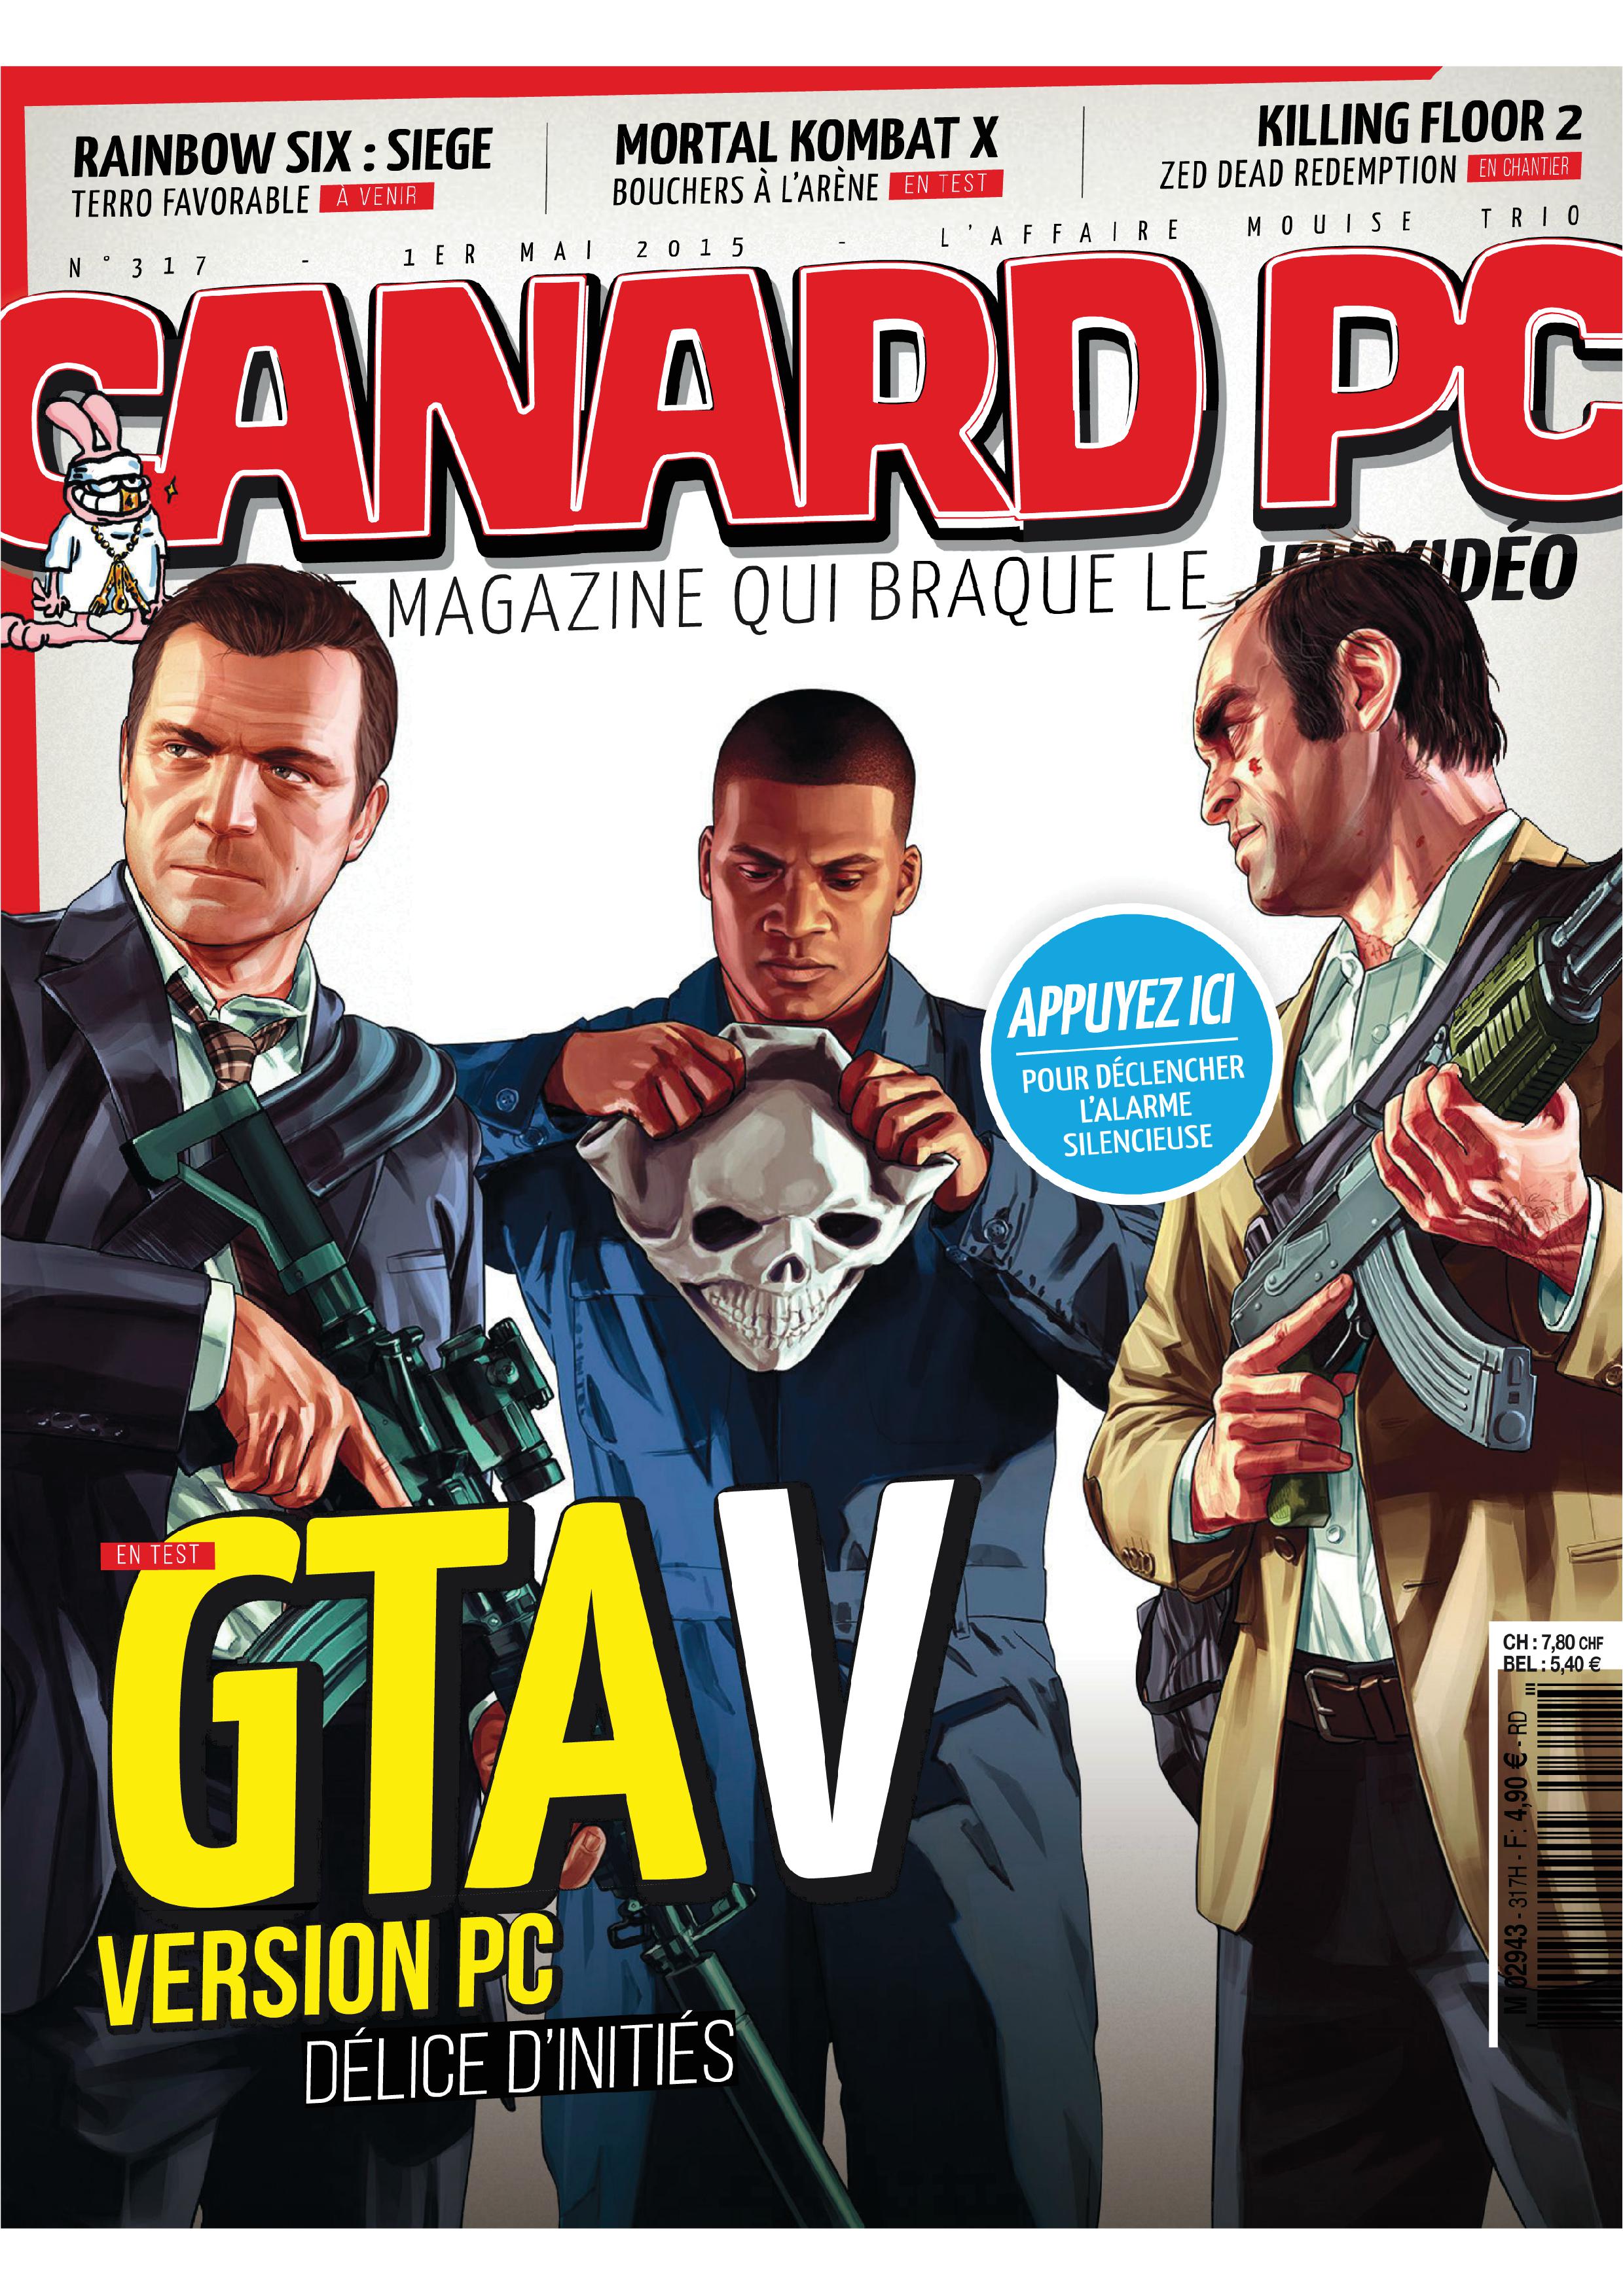 RAINBOW SIX : SIEGE
TERRO FAVORABLE À VENIR
MORTAL KOMBAT X
BOUCHERS À L'ARÈNE EN TEST
KILLING FLOOR 2
ZED DEAD REDEMPTION EN CHANTIER
N°317 - 1ER MAI 2015 - L'AFFAIRE MOUISE TRIO
CANARD PC
MAGAZINE QUI BRAQUE LE JEU VIDÉO
APPUYEZ ICI
POUR DÉCLENCHER
L'ALARME
SILENCIEUSE
EN TEST
GTA V
VERSION PC
DÉLICE D'INITIÉS
CH : 7,80 CHF
BEL : 5,40 €
M 02943 - 317H - F: 4,90 € - RD